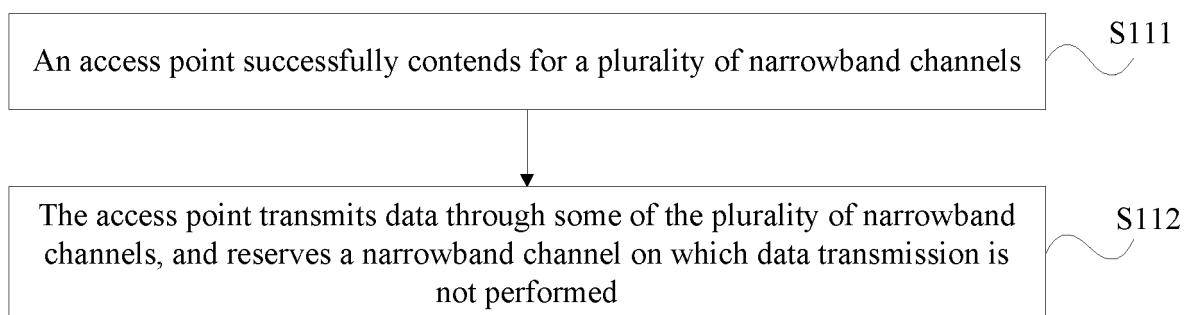 An access point successfully contends for a plurality of narrowband channels
S111
The access point transmits data through some of the plurality of narrowband
channels, and reserves a narrowband channel on which data transmission is
not performed
S112